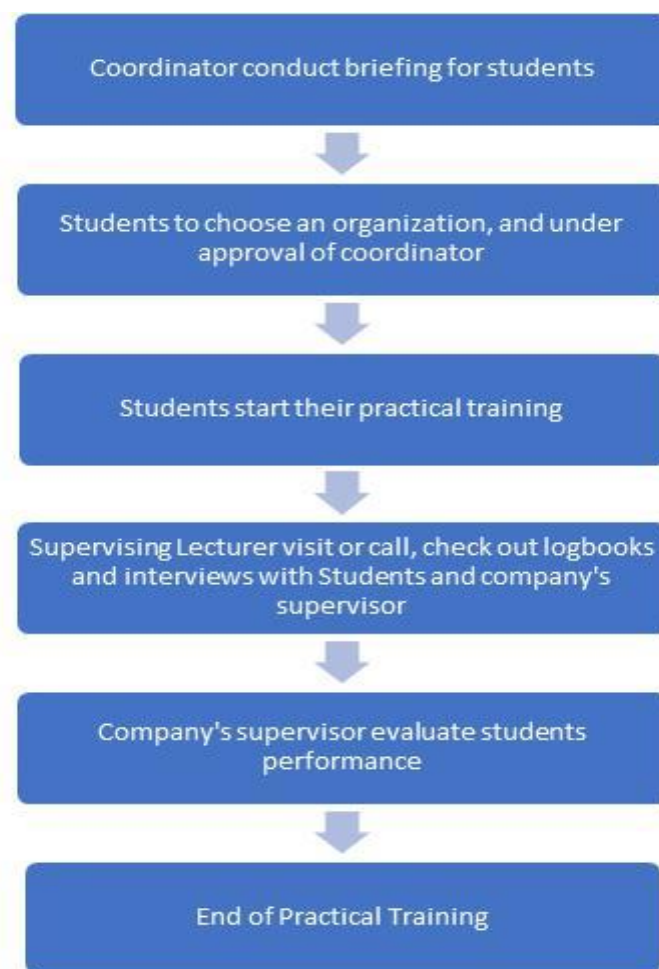 Coordinator conduct briefing for students
Students to choose an organization, and under
approval of coordinator
Students start their practical training
Supervising Lecturer visit or call, check out logbooks
and interviews with Students and company's
supervisor
Company's supervisor evaluate students
performance
End of Practical Training